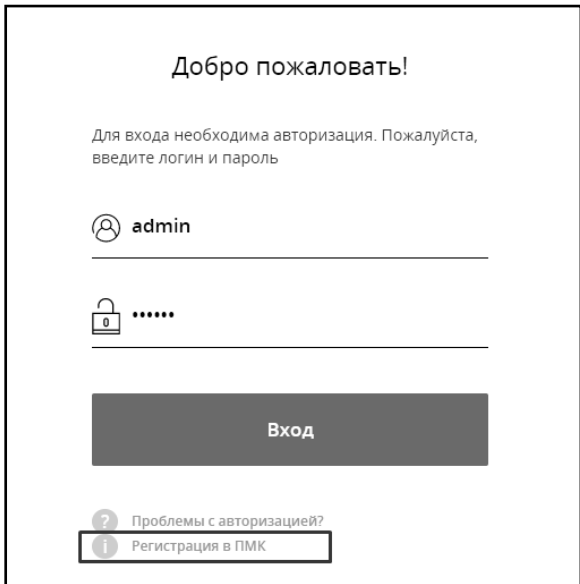 Добро пожаловать!
Для входа необходима авторизация. Пожалуйста,
введите логин и пароль
admin
••••••
Вход
Проблемы с авторизацией?
Регистрация в ПМК